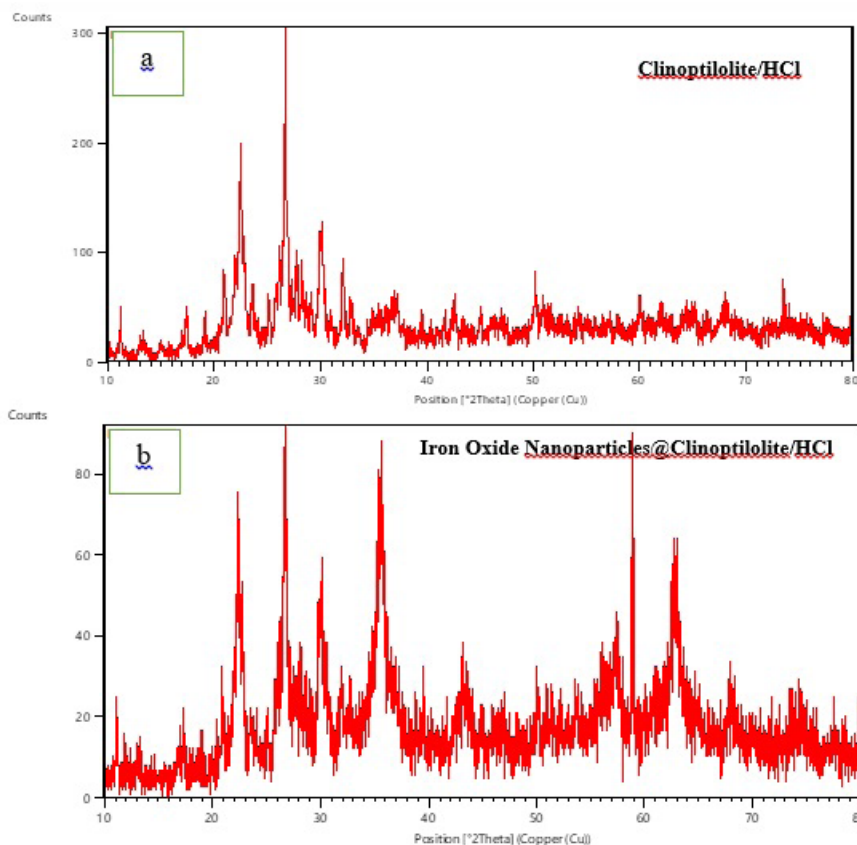 Counts
a
Clinoptilolite/HCl
300
200
100
0
10 20 30 40 50 60 70 80
Position [°2Theta] (Copper (Cu))
Counts
b
Iron Oxide Nanoparticles@Clinoptilolite/HCl
80
60
40
20
0
10 20 30 40 50 60 70 80
Position [°2Theta] (Copper (Cu))